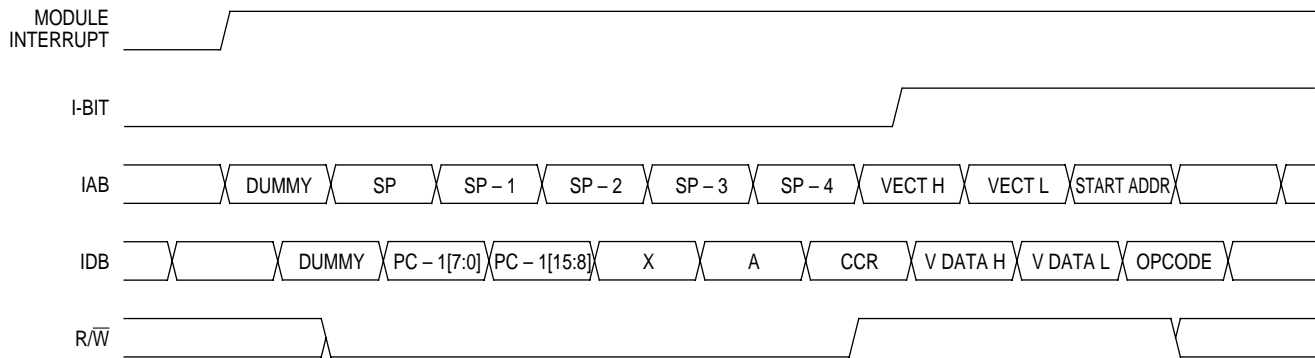 MODULE
INTERRUPT
I-BIT
IAB DUMMY SP SP – 1 SP – 2 SP – 3 SP – 4 VECT H VECT L START ADDR
IDB DUMMY PC – 1[7:0] PC – 1[15:8] X A CCR V DATA H V DATA L OPCODE
R/W̅